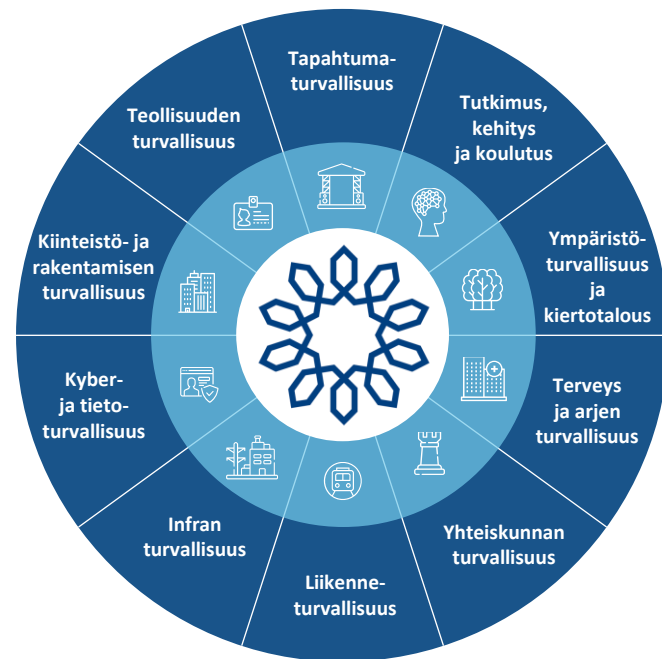 Tapahtuma-
turvallisuus
Tutkimus,
kehitys
ja koulutus
Ympäristö-
turvallisuus
ja
kiertotalous
Terveys
ja arjen
turvallisuus
Yhteiskunnan
turvallisuus
Liikenne-
turvallisuus
Infran
turvallisuus
Kyber-
ja tieto-
turvallisuus
Kiinteistö- ja
rakentamisen
turvallisuus
Teollisuuden
turvallisuus